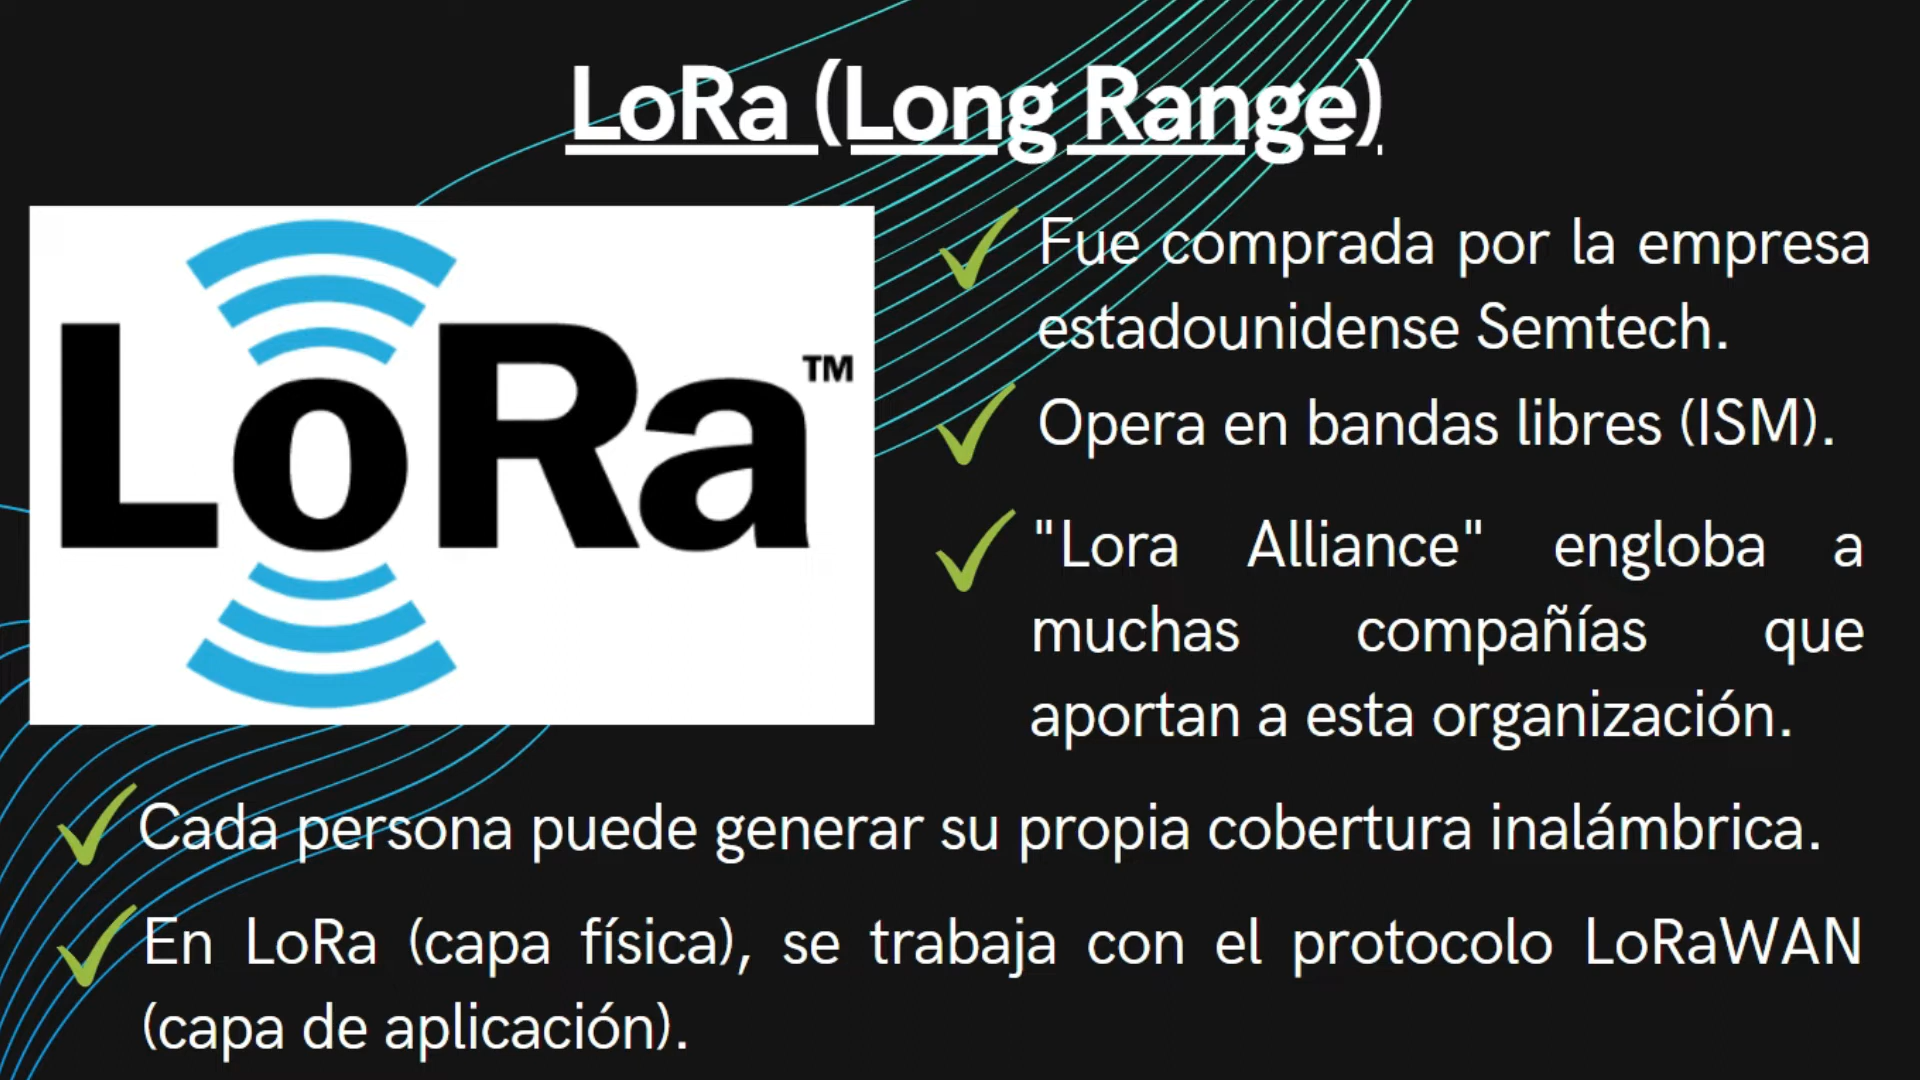 LoRa (Long Range)
LoRa™
Fue comprada por la empresa
estadounidense Semtech.
Opera en bandas libres (ISM).
"Lora Alliance" engloba a
muchas compañías que
aportan a esta organización.
Cada persona puede generar su propia cobertura inalámbrica.
En LoRa (capa física), se trabaja con el protocolo LoRaWAN
(capa de aplicación).